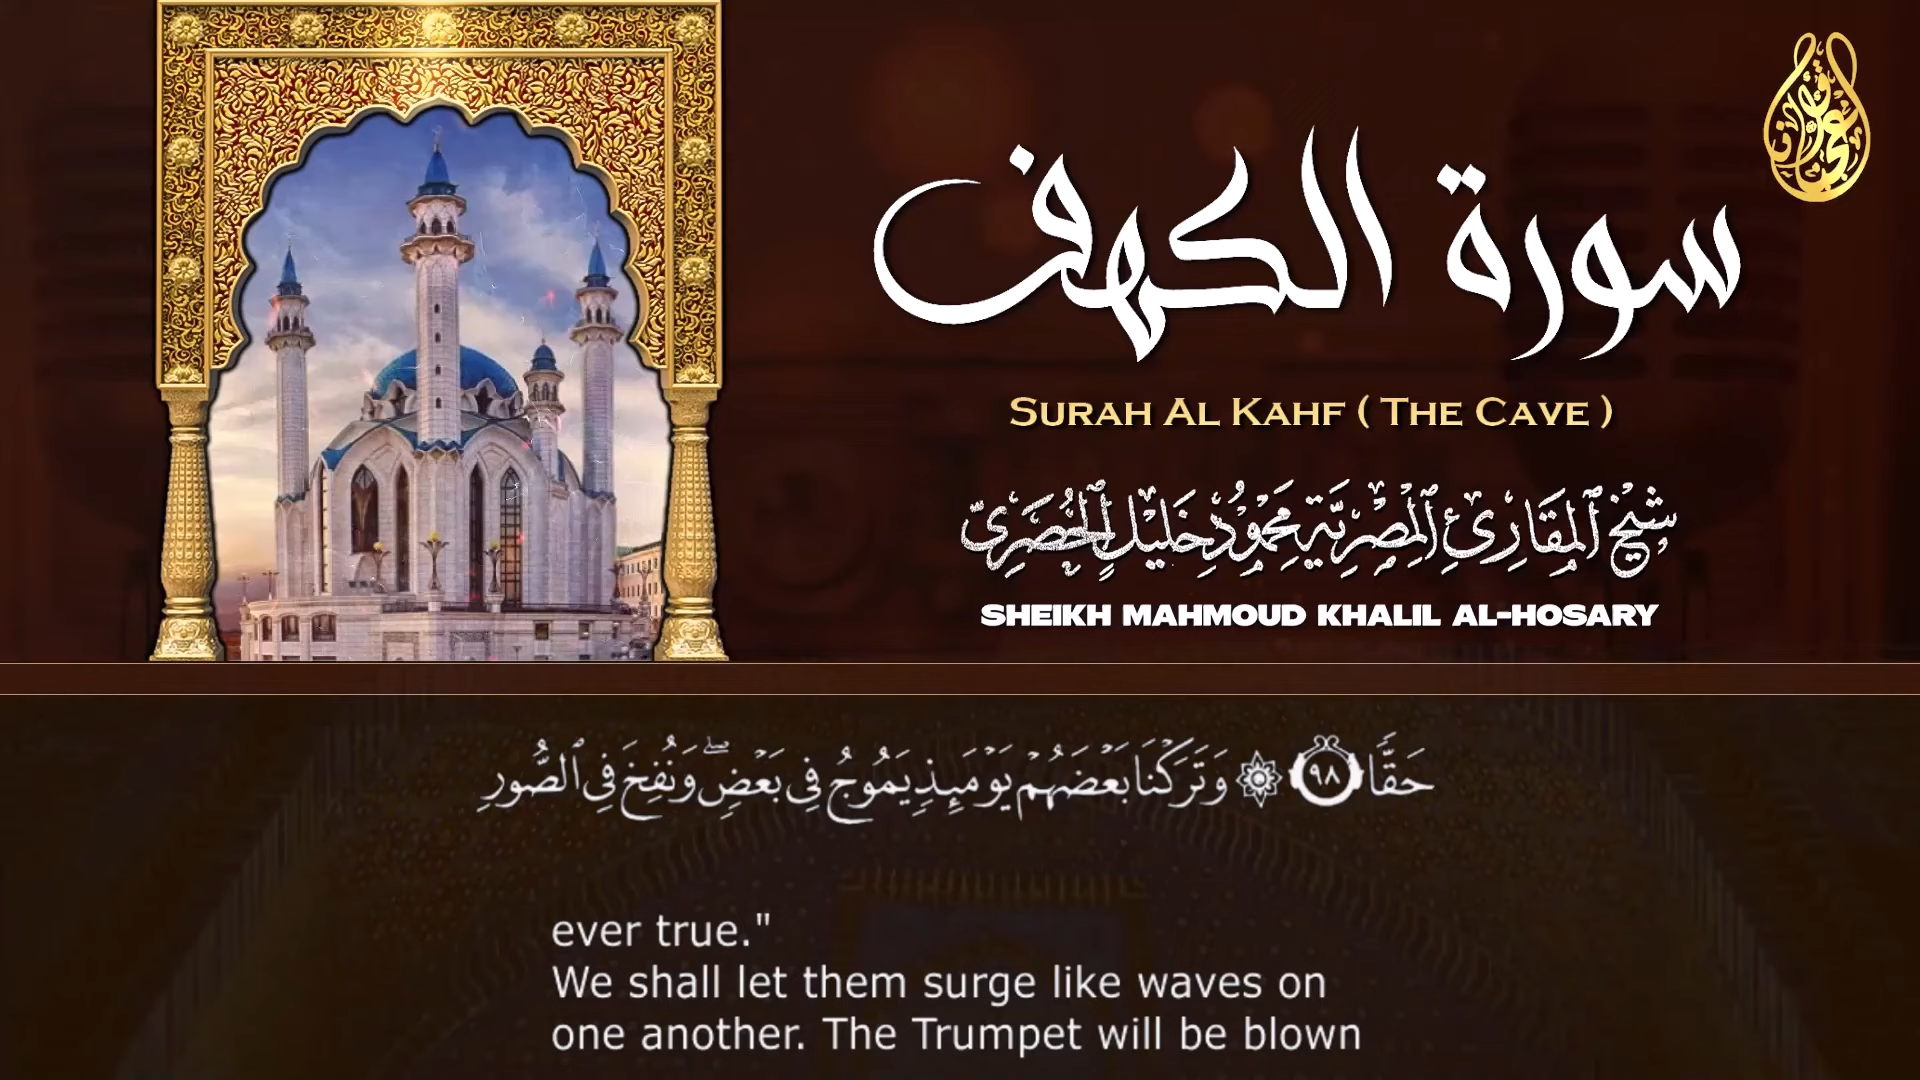 سورة الكهف
SURAH AL KAHF ( THE CAVE )
شيخ المقارئ المصرية محمود خليل الحصري
SHEIKH MAHMOUD KHALIL AL-HOSARY
حَقًّا ٩٨ ۞ وَتَرَكْنَا بَعْضَهُمْ يَوْمَئِذٍ يَمُوجُ فِي بَعْضٍ ۖ وَنُفِخَ فِي ٱلصُّورِ
ever true."
We shall let them surge like waves on
one another. The Trumpet will be blown